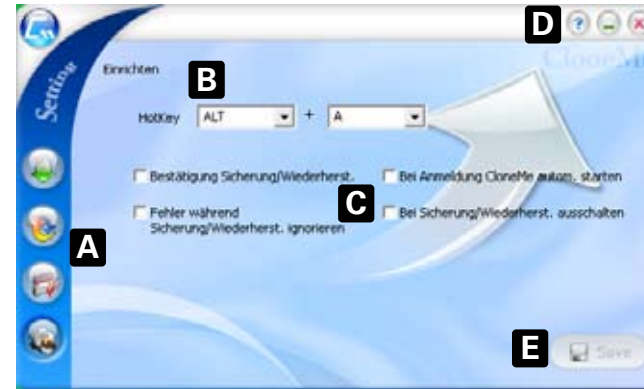 D
CloneMe
Setting
Einrichten
B
HotKey ALT + A
Bestätigung Sicherung/Wiederherst.
Bei Anmeldung CloneMe autom. starten
Fehler während
Sicherung/Wiederherst. ignorieren
C
Bei Sicherung/Wiederherst. ausschalten
A
E
Save